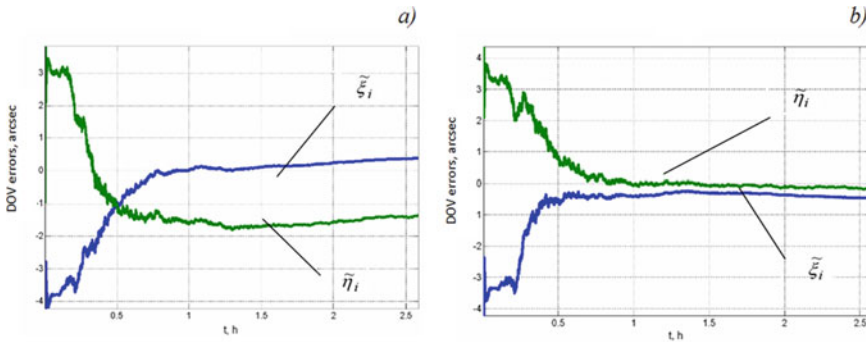 a)
DOV errors, arcsec
3
2
1
0
-1
-2
-3
-4
ξ̃ᵢ
η̃ᵢ
0.5 1 1.5 2 2.5
t, h
b)
DOV errors, arcsec
4
3
2
1
0
1
-2
-3
-4
η̃ᵢ
ξ̃ᵢ
0.5 1 1.5 2 2.5
t, h